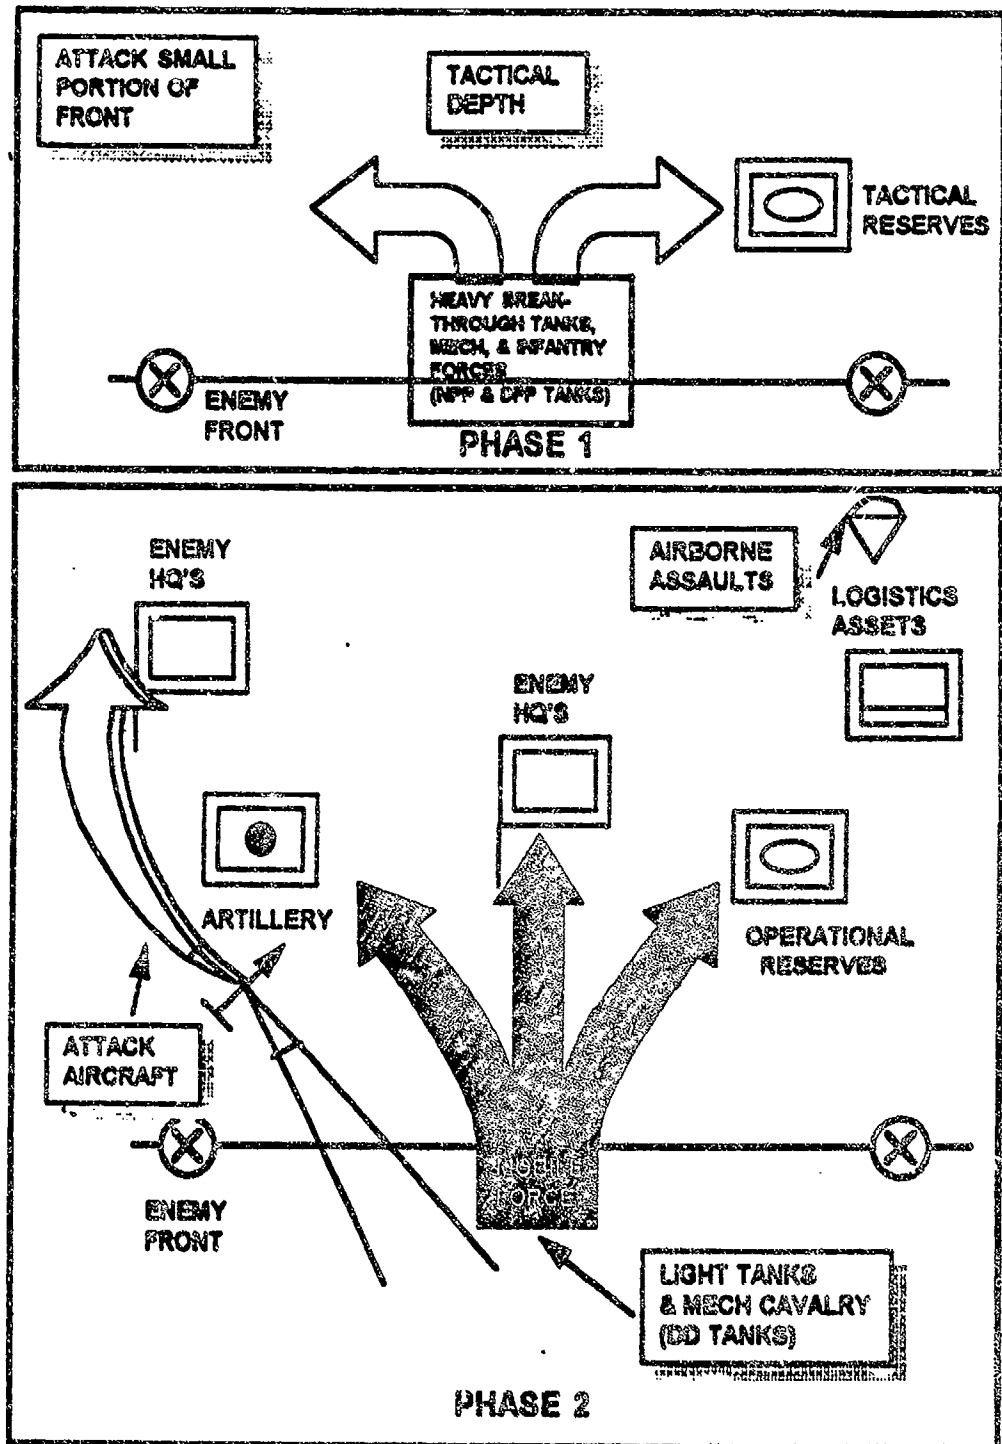 ATTACK SMALL
PORTION OF
FRONT
TACTICAL
DEPTH
TACTICAL
RESERVES
HEAVY BREAK-
THROUGH TANKS,
MECH, & INFANTRY
FORCES
(NPP & DPP TANKS)
ENEMY
FRONT
PHASE 1
ENEMY
HQ'S
AIRBORNE
ASSAULTS
LOGISTICS
ASSETS
ENEMY
HQ'S
ARTILLERY
OPERATIONAL
RESERVES
ATTACK
AIRCRAFT
MOBILE
FORCE
ENEMY
FRONT
LIGHT TANKS
& MECH CAVALRY
(DD TANKS)
PHASE 2